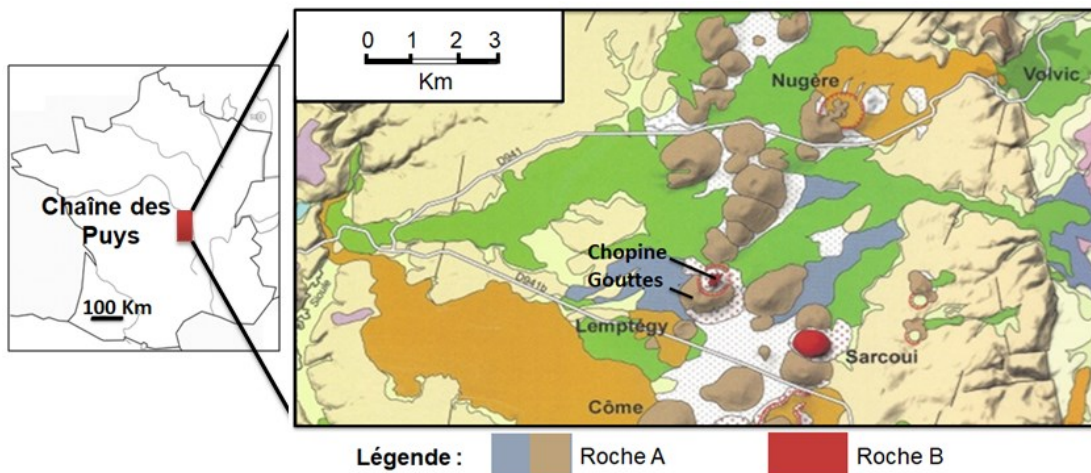 0 1 2 3
Km
Nugère
Volvic
D941
Chaîne des
Puys
Chopine
Gouttes
100 Km
D941b
Lemptégy
Sarcoui
Côme
Légende :
Roche A
Roche B